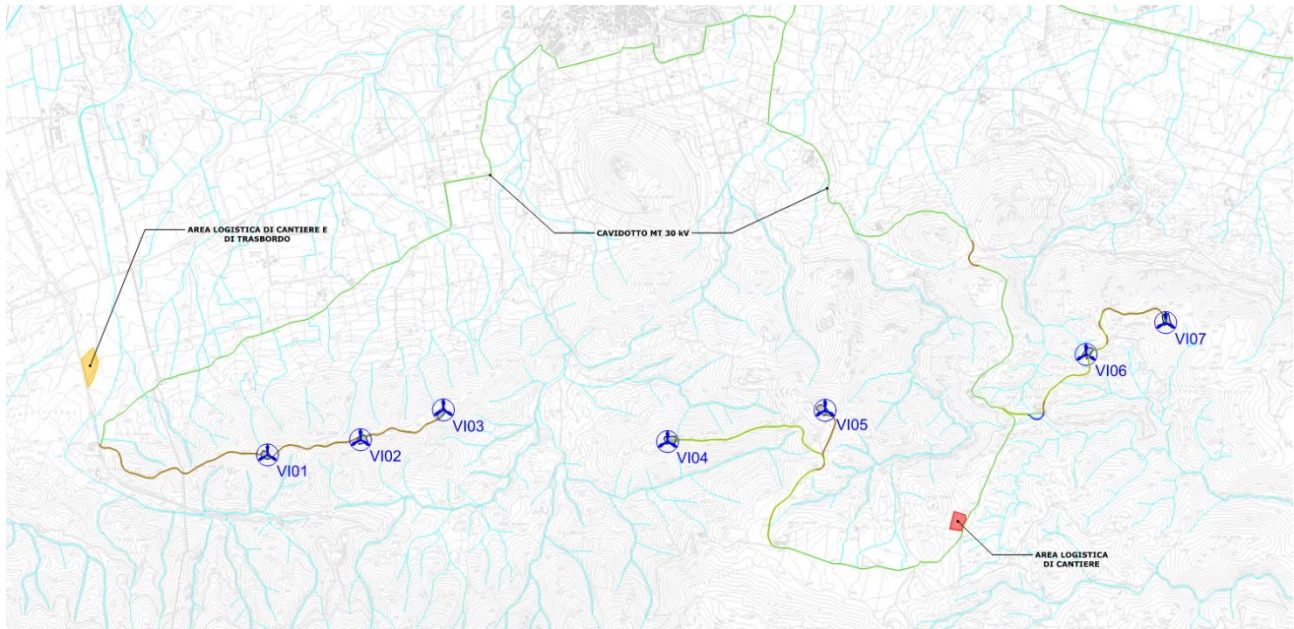 AREA LOGISTICA DI CANTIERE E
DI TRASBORDO
CAVIDOTTO MT 30 kV
VI07
VI06
VI03
VI05
VI02
VI04
VI01
AREA LOGISTICA
DI CANTIERE